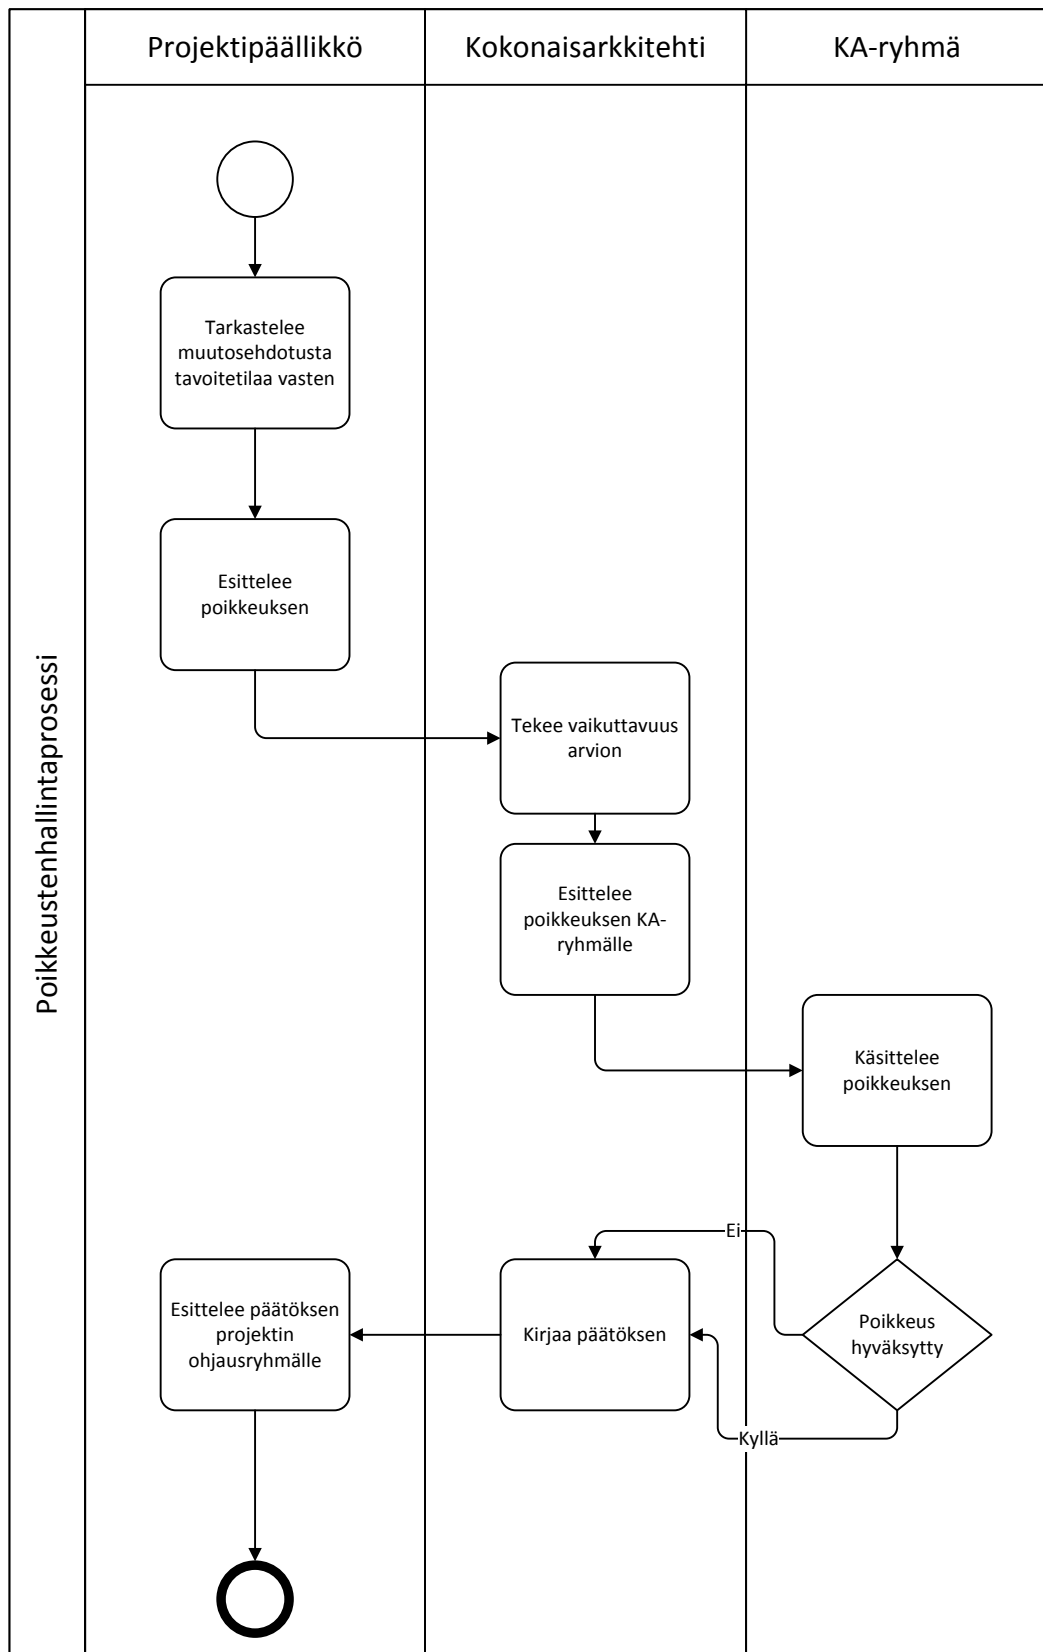 Projektipäällikkö
Kokonaisarkkitehti
KA-ryhmä
Poikkeustenhallintaprosessi
Tarkastelee
muutosehdotusta
tavoitetilaa vasten
Esittelee
poikkeuksen
Tekee vaikuttavuus
arvion
Esittelee
poikkeuksen KA-
ryhmälle
Käsittelee
poikkeuksen
Ei
Poikkeus
hyväksytty
Kyllä
Kirjaa päätöksen
Esittelee päätöksen
projektin
ohjausryhmälle